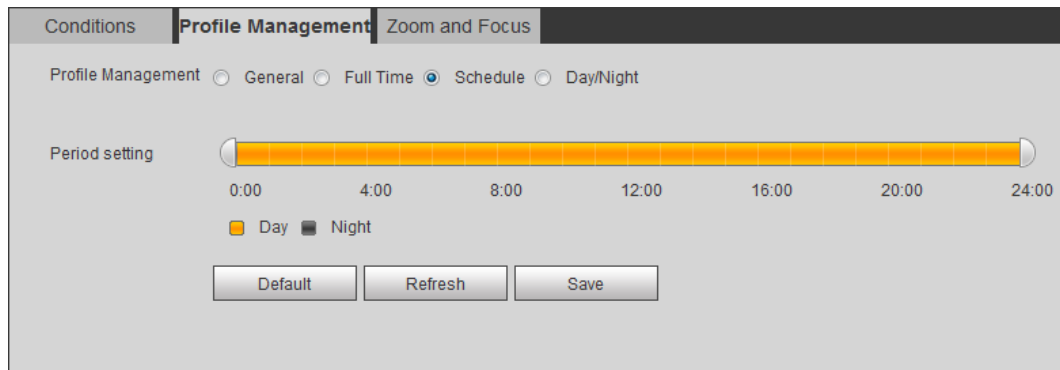 Conditions Profile Management Zoom and Focus
Profile Management General Full Time Schedule Day/Night
Period setting
0:00 4:00 8:00 12:00 16:00 20:00 24:00
Day Night
Default Refresh Save